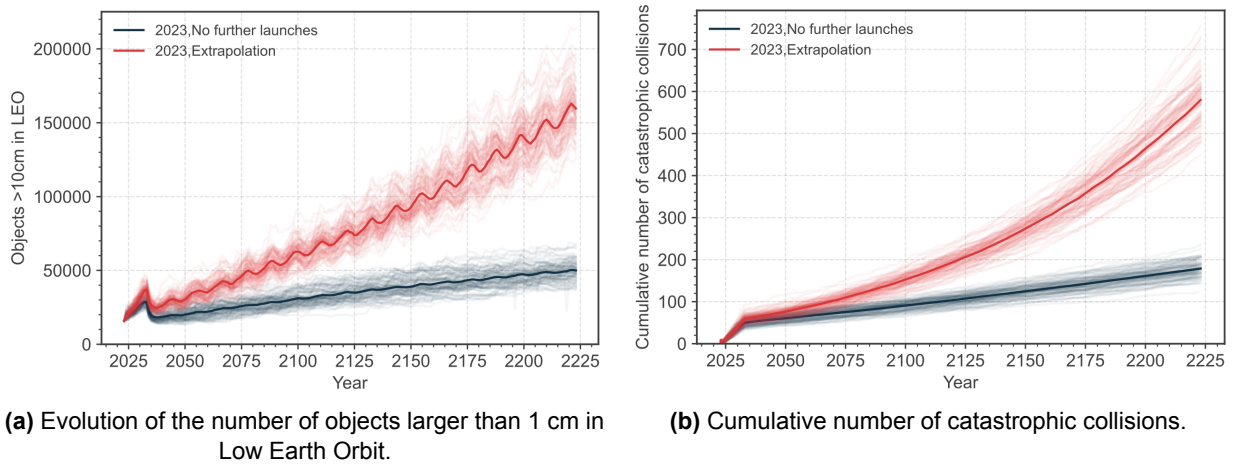 2023,No further launches
2023,Extrapolation
Objects >10cm in LEO
200000
150000
100000
50000
0
2025 2050 2075 2100 2125 2150 2175 2200 2225
Year
(a) Evolution of the number of objects larger than 1 cm in
Low Earth Orbit.
2023,No further launches
2023,Extrapolation
Cumulative number of catastrophic collisions
700
600
500
400
300
200
100
0
2025 2050 2075 2100 2125 2150 2175 2200 2225
Year
(b) Cumulative number of catastrophic collisions.